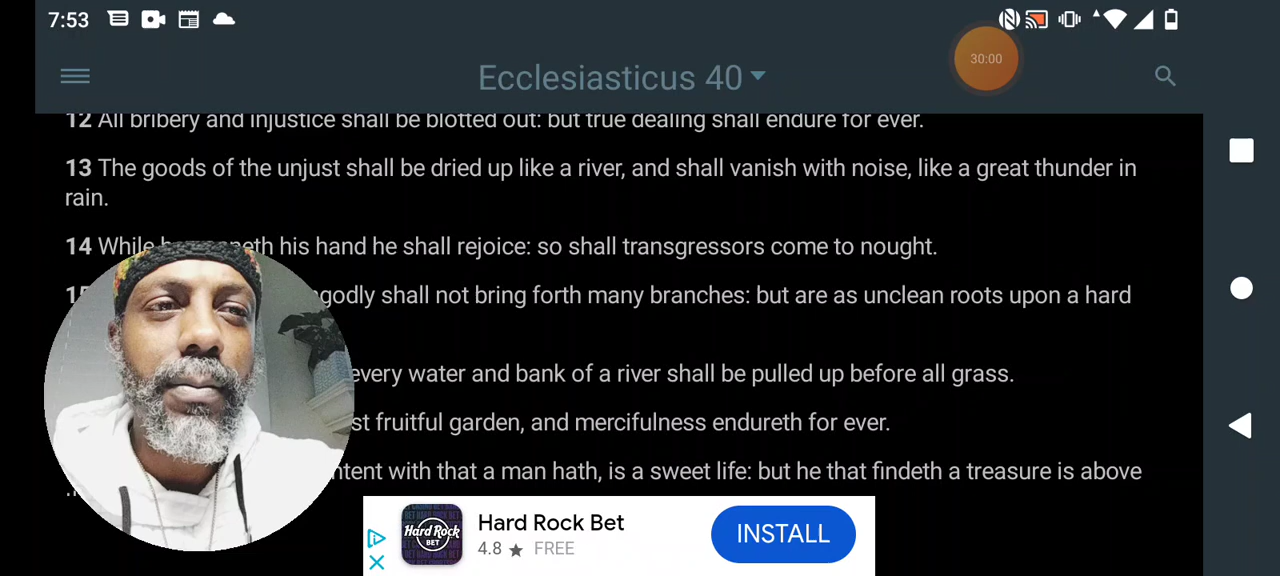 7:53
30:00
Ecclesiasticus 40
12 All bribery and injustice shall be blotted out: but true dealing shall endure for ever.
13 The goods of the unjust shall be dried up like a river, and shall vanish with noise, like a great thunder in
rain.
14 While his hand he shall rejoice: so shall transgressors come to nought.
shall not bring forth many branches: but are as unclean roots upon a hard
every water and bank of a river shall be pulled up before all grass.
fruitful garden, and mercifulness endureth for ever.
with that a man hath, is a sweet life: but he that findeth a treasure is above
Hard Rock Bet
4.8 ★ FREE
INSTALL
Hard Rock
BET